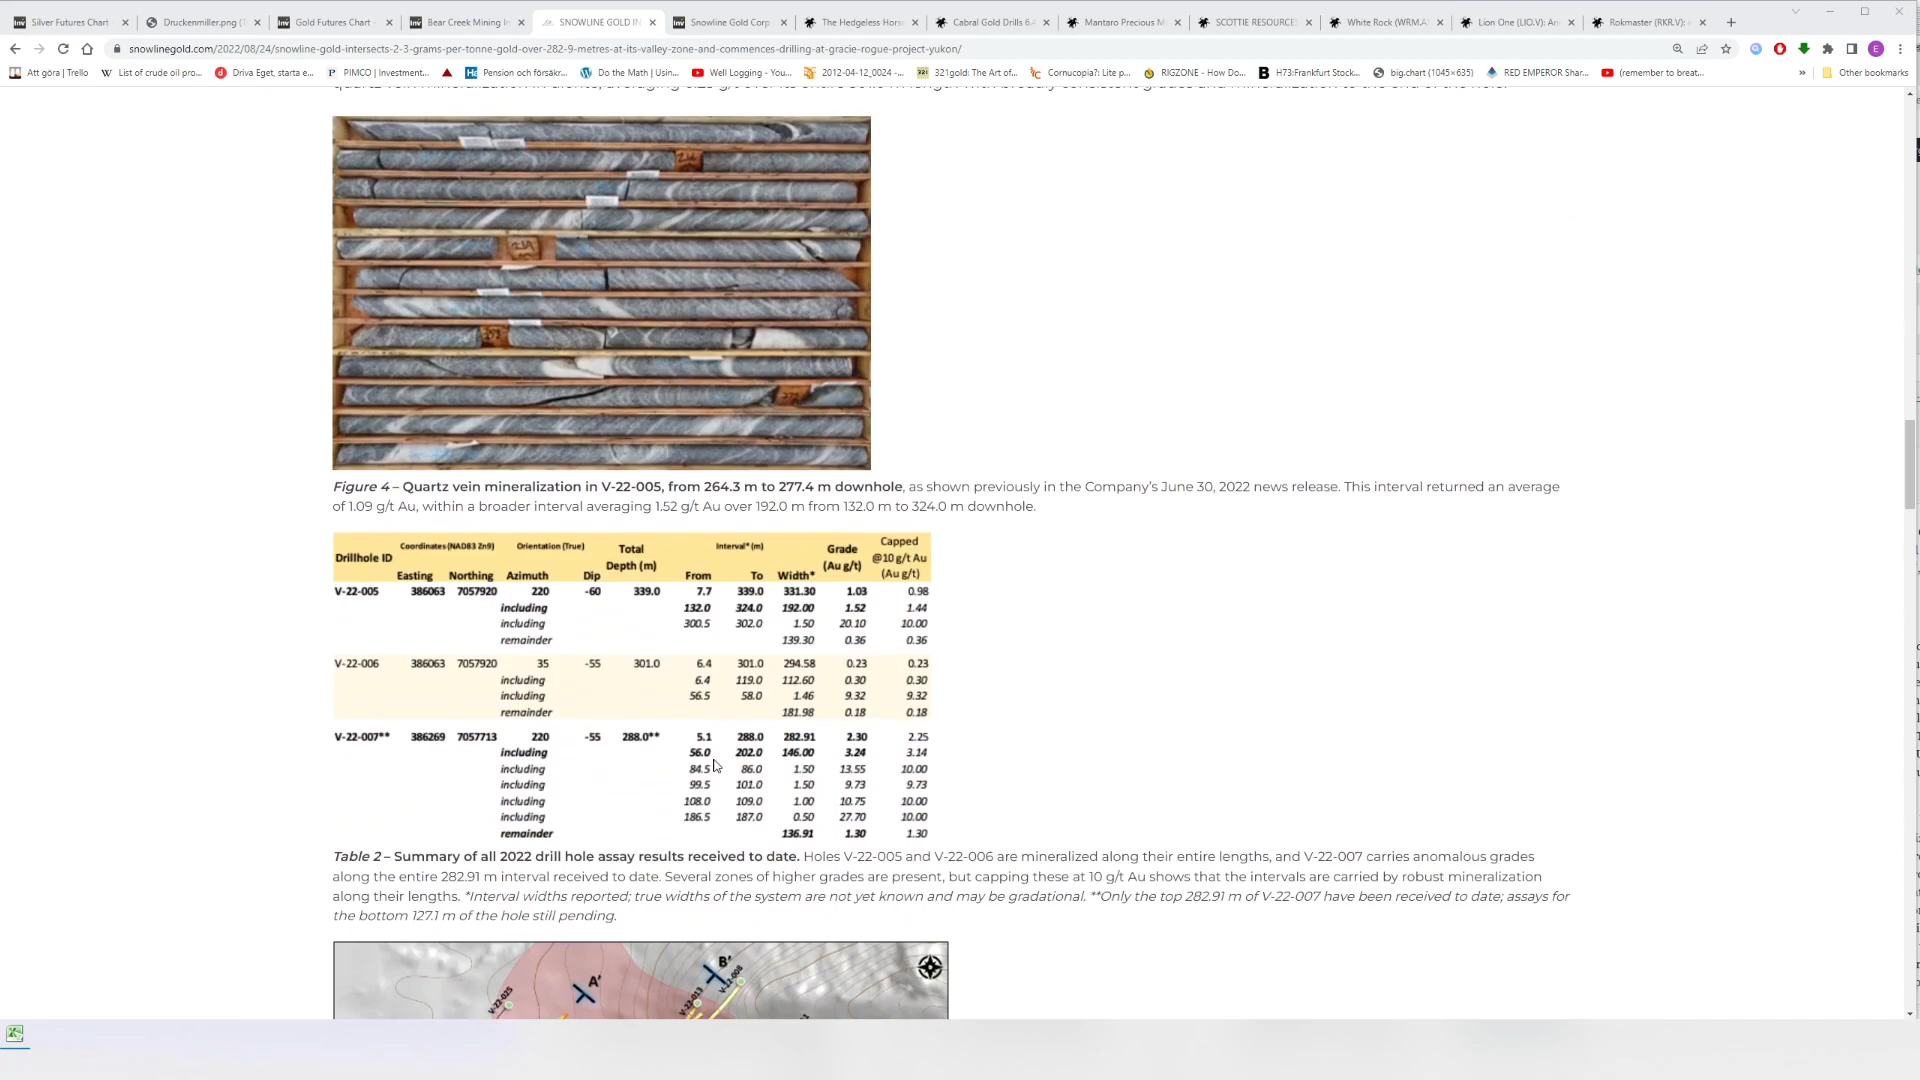 Silver Futures Chart
Druckenmiller.png (
Gold Futures Chart -
Bear Creek Mining In
SNOWLINE GOLD IN
Snowline Gold Corp
The Hedgeless Hors
Cabral Gold Drills 6.
Mantaro Precious M
SCOTTIE RESOURCES
White Rock (WRM.A
Lion One (LIO.V): An
Rokmaster (RKR.V):
snowlinegold.com/2022/08/24/snowline-gold-intersects-2-3-grams-per-tonne-gold-over-282-9-metres-at-its-valley-zone-and-commences-drilling-at-gracie-rogue-project-yukon/
E
Att göra | Trello
List of crude oil pro...
Driva Eget, starta e...
PIMCO | Investment...
Pension och försäkr...
Do the Math | Usin...
Well Logging - You...
2012-04-12_0024 -...
321gold: The Art of...
Cornucopia?: Lite p...
RIGZONE - How Do...
H73:Frankfurt Stock...
big.chart (1045×635)
RED EMPEROR Shar...
(remember to breat...
»
Other bookmarks
Figure 4 – Quartz vein mineralization in V-22-005, from 264.3 m to 277.4 m downhole, as shown previously in the Company's June 30, 2022 news release. This interval returned an average
of 1.09 g/t Au, within a broader interval averaging 1.52 g/t Au over 192.0 m from 132.0 m to 324.0 m downhole.
Drillhole ID Coordinates (NAD83 Zn9) Orientation (True) Total Depth (m) Interval* (m) Grade (Au g/t) Capped @10 g/t Au (Au g/t)
Easting Northing Azimuth Dip From To Width*
V-22-005 386063 7057920 220 -60 339.0 7.7 339.0 331.30 1.03 0.98
including 132.0 324.0 192.00 1.52 1.44
including 300.5 302.0 1.50 20.10 10.00
remainder 139.30 0.36 0.36
V-22-006 386063 7057920 35 -55 301.0 6.4 301.0 294.58 0.23 0.23
including 6.4 119.0 112.60 0.30 0.30
including 56.5 58.0 1.46 9.32 9.32
remainder 181.98 0.18 0.18
V-22-007** 386269 7057713 220 -55 288.0** 5.1 288.0 282.91 2.30 2.25
including 56.0 202.0 146.00 3.24 3.14
including 84.5 86.0 1.50 13.55 10.00
including 99.5 101.0 1.50 9.73 9.73
including 108.0 109.0 1.00 10.75 10.00
including 186.5 187.0 0.50 27.70 10.00
remainder 136.91 1.30 1.30
Table 2 – Summary of all 2022 drill hole assay results received to date. Holes V-22-005 and V-22-006 are mineralized along their entire lengths, and V-22-007 carries anomalous grades
along the entire 282.91 m interval received to date. Several zones of higher grades are present, but capping these at 10 g/t Au shows that the intervals are carried by robust mineralization
along their lengths. *Interval widths reported; true widths of the system are not yet known and may be gradational. **Only the top 282.91 m of V-22-007 have been received to date; assays for
the bottom 127.1 m of the hole still pending.
A'
B'
V-22-025
V-22-013
V-22-008